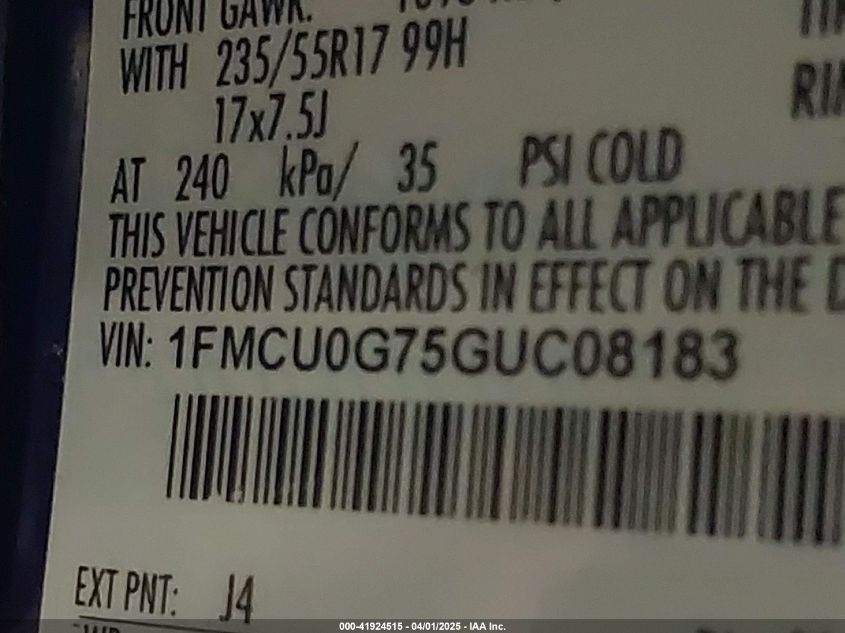 FRONT GAWR:
WITH 235/55R17 99H
17x7.5J
RI
AT 240 kPa/ 35 PSI COLD
THIS VEHICLE CONFORMS TO ALL APPLICABLE
PREVENTION STANDARDS IN EFFECT ON THE D
VIN: 1FMCU0G75GUC08183
EXT PNT: J4
000-41924515 - 04/01/2025 - IAA Inc.